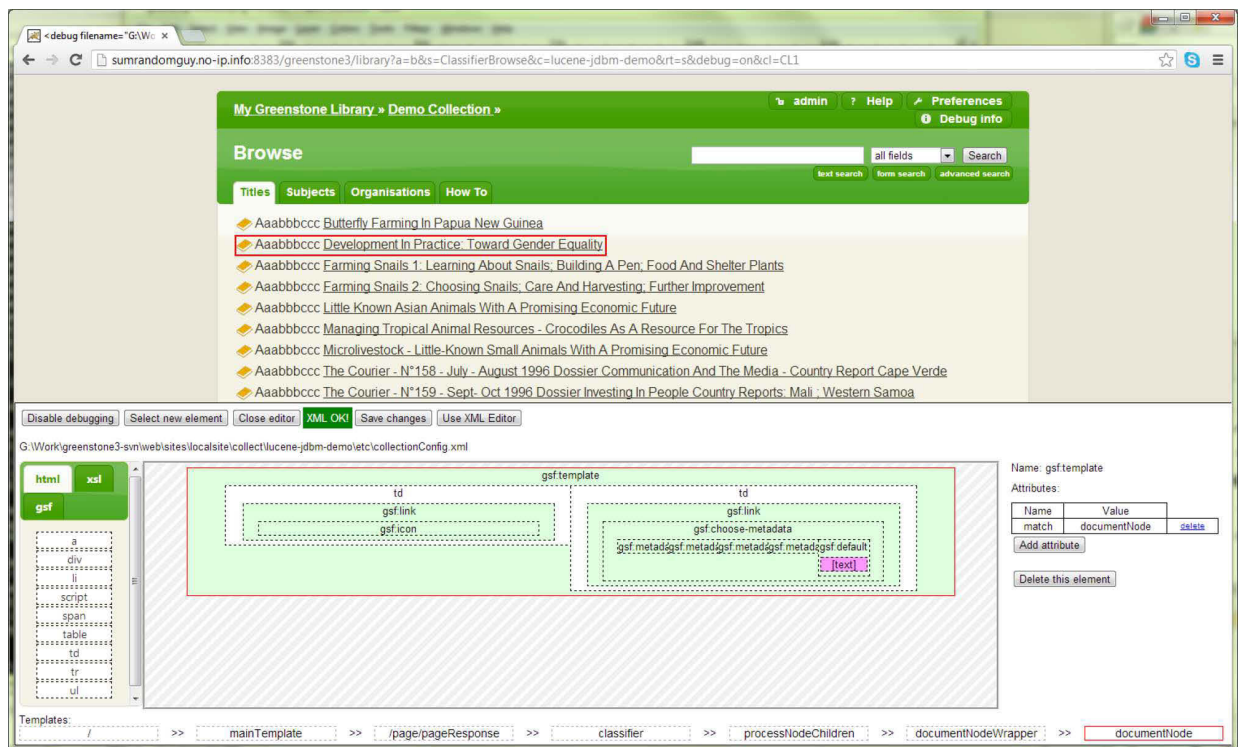 <debug filename="G:\Wo
sumrandomguy.no-ip.info:8383/greenstone3/library?a=b&s=ClassifierBrowse&c=lucene-jdbm-demo&rt=s&debug=on&cl=CL1
My Greenstone Library » Demo Collection »
admin ? Help Preferences
Debug info
Browse
all fields Search
text search form search advanced search
Titles Subjects Organisations How To
Aaabbbccc Butterfly Farming In Papua New Guinea
Aaabbbccc Development In Practice: Toward Gender Equality
Aaabbbccc Farming Snails 1: Learning About Snails; Building A Pen; Food And Shelter Plants
Aaabbbccc Farming Snails 2: Choosing Snails; Care And Harvesting; Further Improvement
Aaabbbccc Little Known Asian Animals With A Promising Economic Future
Aaabbbccc Managing Tropical Animal Resources - Crocodiles As A Resource For The Tropics
Aaabbbccc Microlivestock - Little-Known Small Animals With A Promising Economic Future
Aaabbbccc The Courier - N°158 - July - August 1996 Dossier Communication And The Media - Country Report Cape Verde
Aaabbbccc The Courier - N°159 - Sept- Oct 1996 Dossier Investing In People Country Reports: Mali ; Western Samoa
Disable debugging Select new element Close editor XML OK! Save changes Use XML Editor
G:\Work\greenstone3-svn\web\sites\localsite\collect\lucene-jdbm-demo\etc\collectionConfig.xml
html xsl
gsf
a
div
li
script
span
table
td
tr
ul
gsf:template
td td
gsf:link gsf:link
gsf:icon gsf:choose-metadata
gsf:metada gsf:metada gsf:metada gsf:metada gsf:default
[text]
Name: gsf:template
Attributes:
Name Value
match documentNode delete
Add attribute
Delete this element
Templates:
/ >> mainTemplate >> /page/pageResponse >> classifier >> processNodeChildren >> documentNodeWrapper >> documentNode